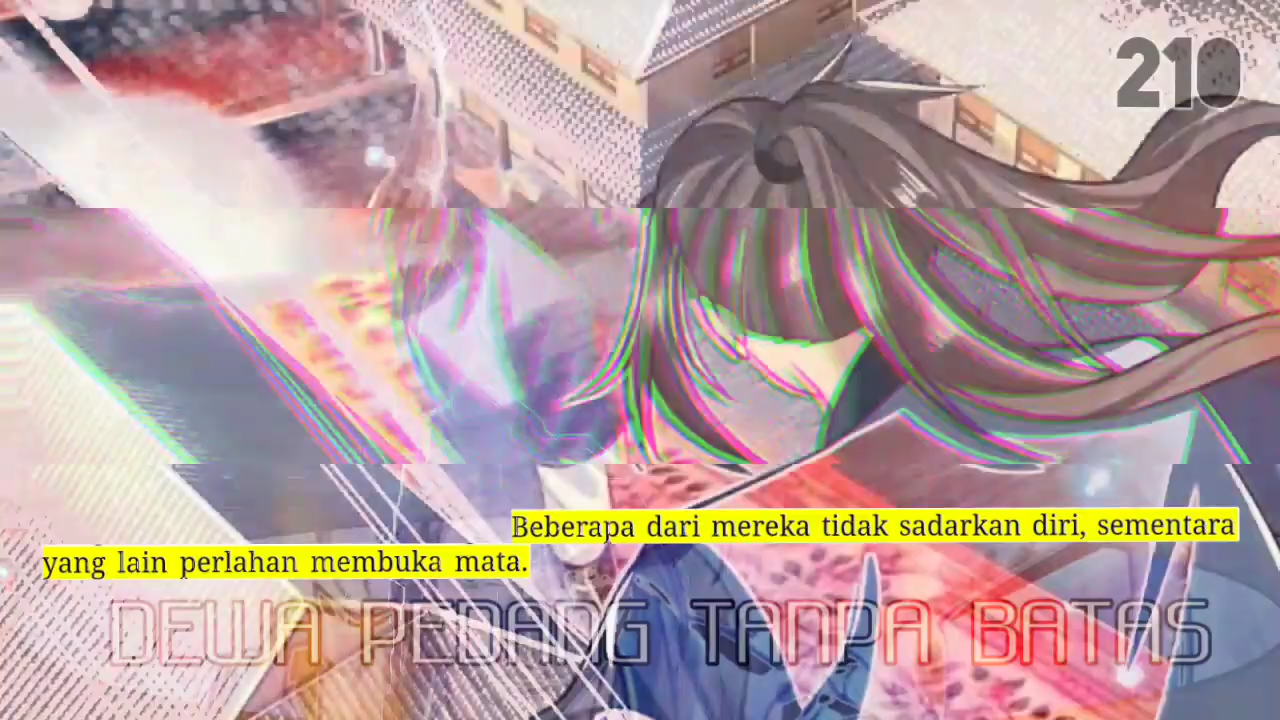 210
Beberapa dari mereka tidak sadarkan diri, sementara
yang lain perlahan membuka mata.
DEWA PEDANG TANPA BATAS